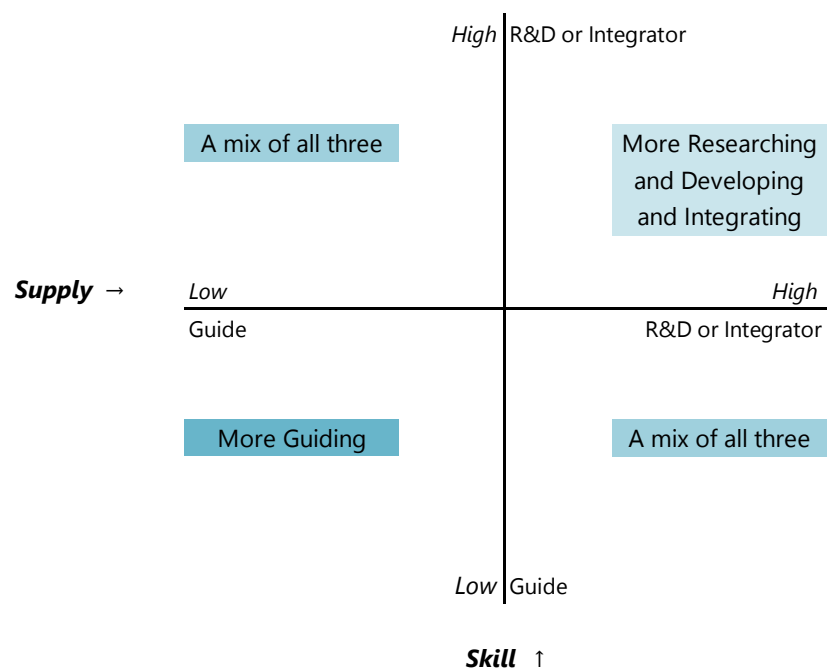 High R&D or Integrator
A mix of all three
More Researching
and Developing
and Integrating
Supply →
Low
High
Guide
R&D or Integrator
More Guiding
A mix of all three
Low Guide
Skill ↑